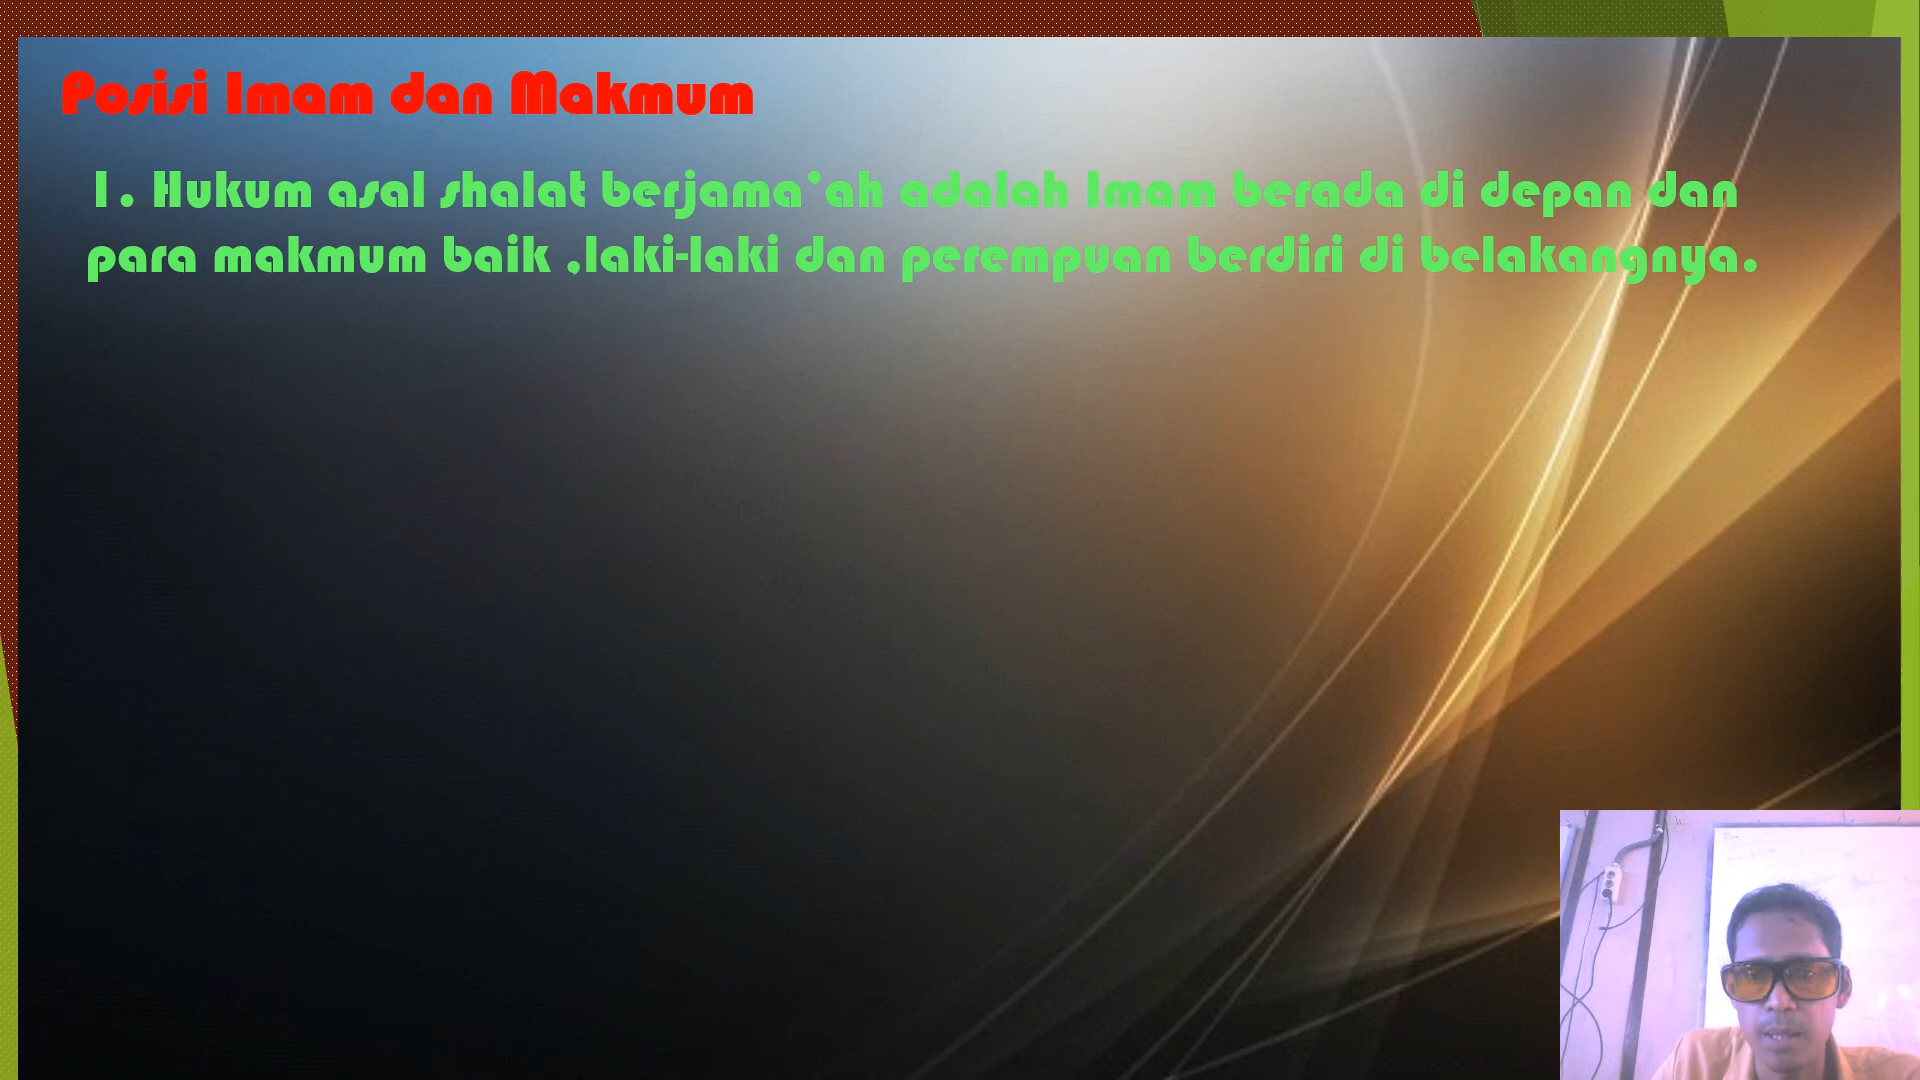 Posisi Imam dan Makmum
1. Hukum asal shalat berjama'ah adalah Imam berada di depan dan
para makmum baik ,laki-laki dan perempuan berdiri di belakangnya.